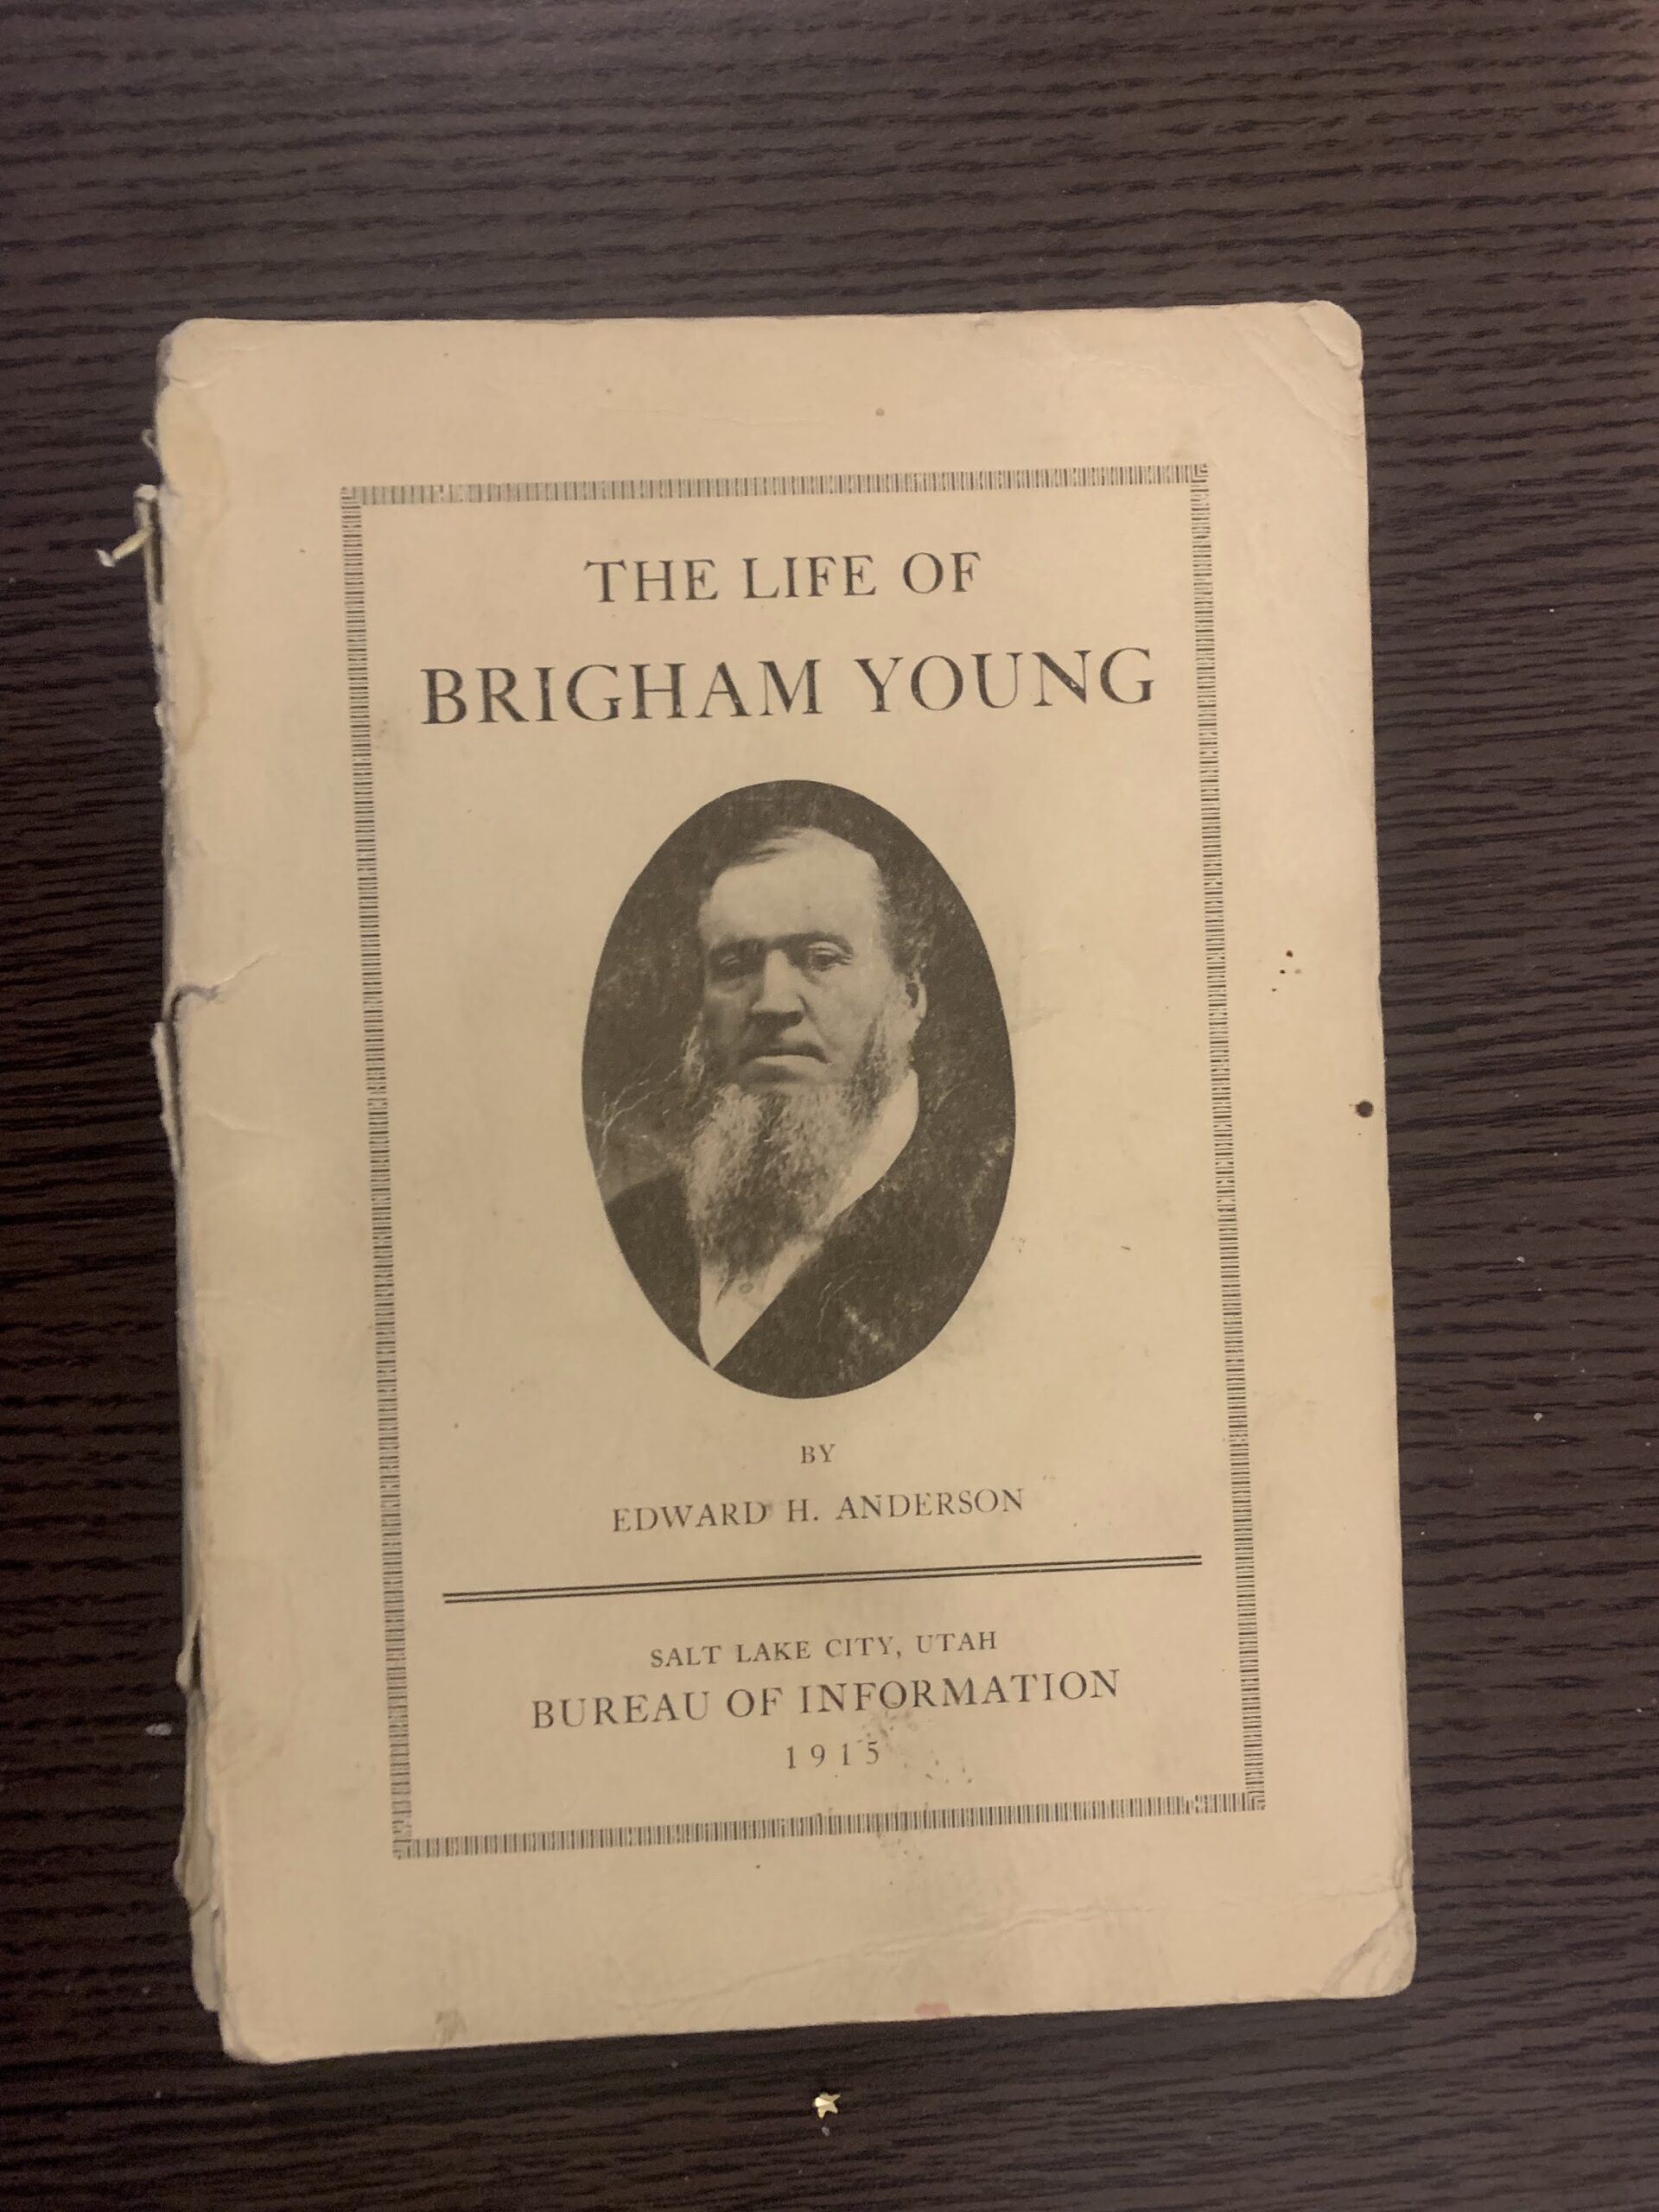 THE LIFE OF
BRIGHAM YOUNG
BY
EDWARD H. ANDERSON
SALT LAKE CITY, UTAH
BUREAU OF INFORMATION
1915